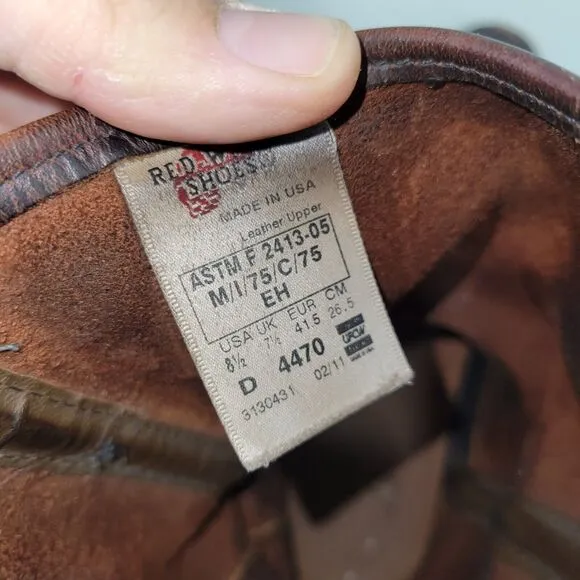 RED WING
SHOES
MADE IN USA
Leather Upper
ASTM F 2413-05
M/I/75/C/75
EH
USA UK EUR CM
8½ 7½ 41.5 26.5
D 4470
UFCW
3130431 02/11